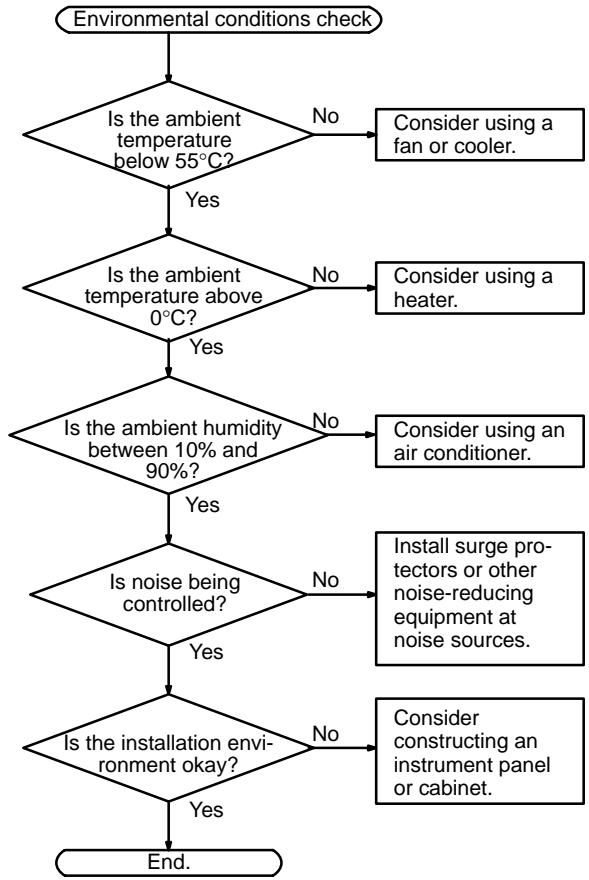 Environmental conditions check
Is the ambient
temperature
below 55°C?
No
Consider using a
fan or cooler.
Yes
Is the ambient
temperature above
0°C?
No
Consider using a
heater.
Yes
Is the ambient humidity
between 10% and
90%?
No
Consider using an
air conditioner.
Yes
Is noise being
controlled?
No
Install surge pro-
tectors or other
noise-reducing
equipment at
noise sources.
Yes
Is the installation envi-
ronment okay?
No
Consider
constructing an
instrument panel
or cabinet.
Yes
End.